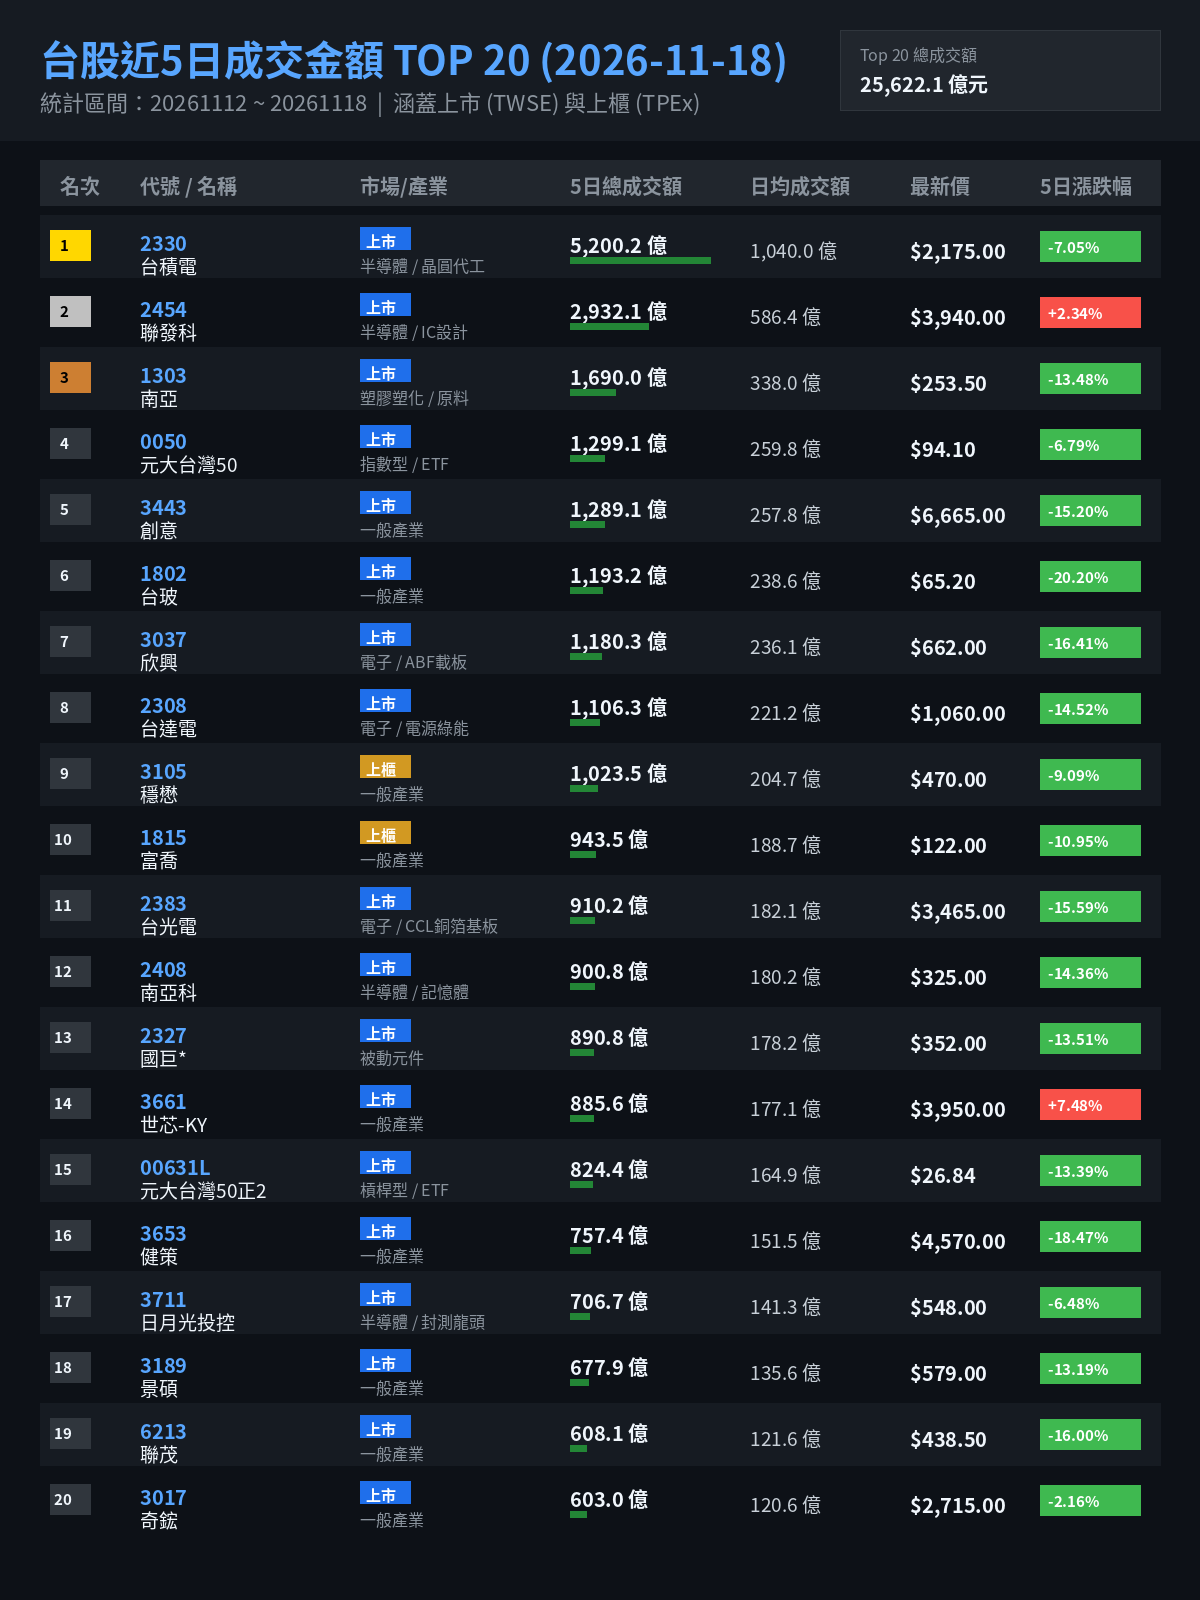 台股近5日成交金額 TOP 20 (2026-11-18)
統計區間：20261112 ~ 20261118 | 涵蓋上市 (TWSE) 與上櫃 (TPEx)
Top 20 總成交額
25,622.1 億元
名次 代號 / 名稱 市場/產業 5日總成交額 日均成交額 最新價 5日漲跌幅
1 2330 上市 5,200.2 億 1,040.0 億 $2,175.00 -7.05%
台積電 半導體 / 晶圓代工
2 2454 上市 2,932.1 億 586.4 億 $3,940.00 +2.34%
聯發科 半導體 / IC設計
3 1303 上市 1,690.0 億 338.0 億 $253.50 -13.48%
南亞 塑膠塑化 / 原料
4 0050 上市 1,299.1 億 259.8 億 $94.10 -6.79%
元大台灣50 指數型 / ETF
5 3443 上市 1,289.1 億 257.8 億 $6,665.00 -15.20%
創意 一般產業
6 1802 上市 1,193.2 億 238.6 億 $65.20 -20.20%
台玻 一般產業
7 3037 上市 1,180.3 億 236.1 億 $662.00 -16.41%
欣興 電子 / ABF載板
8 2308 上市 1,106.3 億 221.2 億 $1,060.00 -14.52%
台達電 電子 / 電源綠能
9 3105 上櫃 1,023.5 億 204.7 億 $470.00 -9.09%
穩懋 一般產業
10 1815 上櫃 943.5 億 188.7 億 $122.00 -10.95%
富喬 一般產業
11 2383 上市 910.2 億 182.1 億 $3,465.00 -15.59%
台光電 電子 / CCL銅箔基板
12 2408 上市 900.8 億 180.2 億 $325.00 -14.36%
南亞科 半導體 / 記憶體
13 2327 上市 890.8 億 178.2 億 $352.00 -13.51%
國巨* 被動元件
14 3661 上市 885.6 億 177.1 億 $3,950.00 +7.48%
世芯-KY 一般產業
15 00631L 上市 824.4 億 164.9 億 $26.84 -13.39%
元大台灣50正2 槓桿型 / ETF
16 3653 上市 757.4 億 151.5 億 $4,570.00 -18.47%
健策 一般產業
17 3711 上市 706.7 億 141.3 億 $548.00 -6.48%
日月光投控 半導體 / 封測龍頭
18 3189 上市 677.9 億 135.6 億 $579.00 -13.19%
景碩 一般產業
19 6213 上市 608.1 億 121.6 億 $438.50 -16.00%
聯茂 一般產業
20 3017 上市 603.0 億 120.6 億 $2,715.00 -2.16%
奇鋐 一般產業